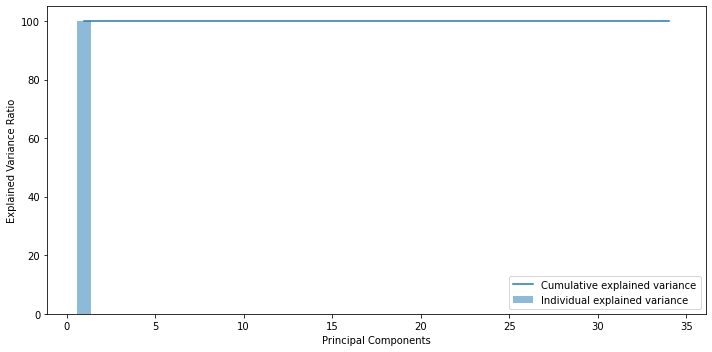 Explained Variance Ratio
100
80
60
40
20
0
0 5 10 15 20 25 30 35
Principal Components
Cumulative explained variance
Individual explained variance